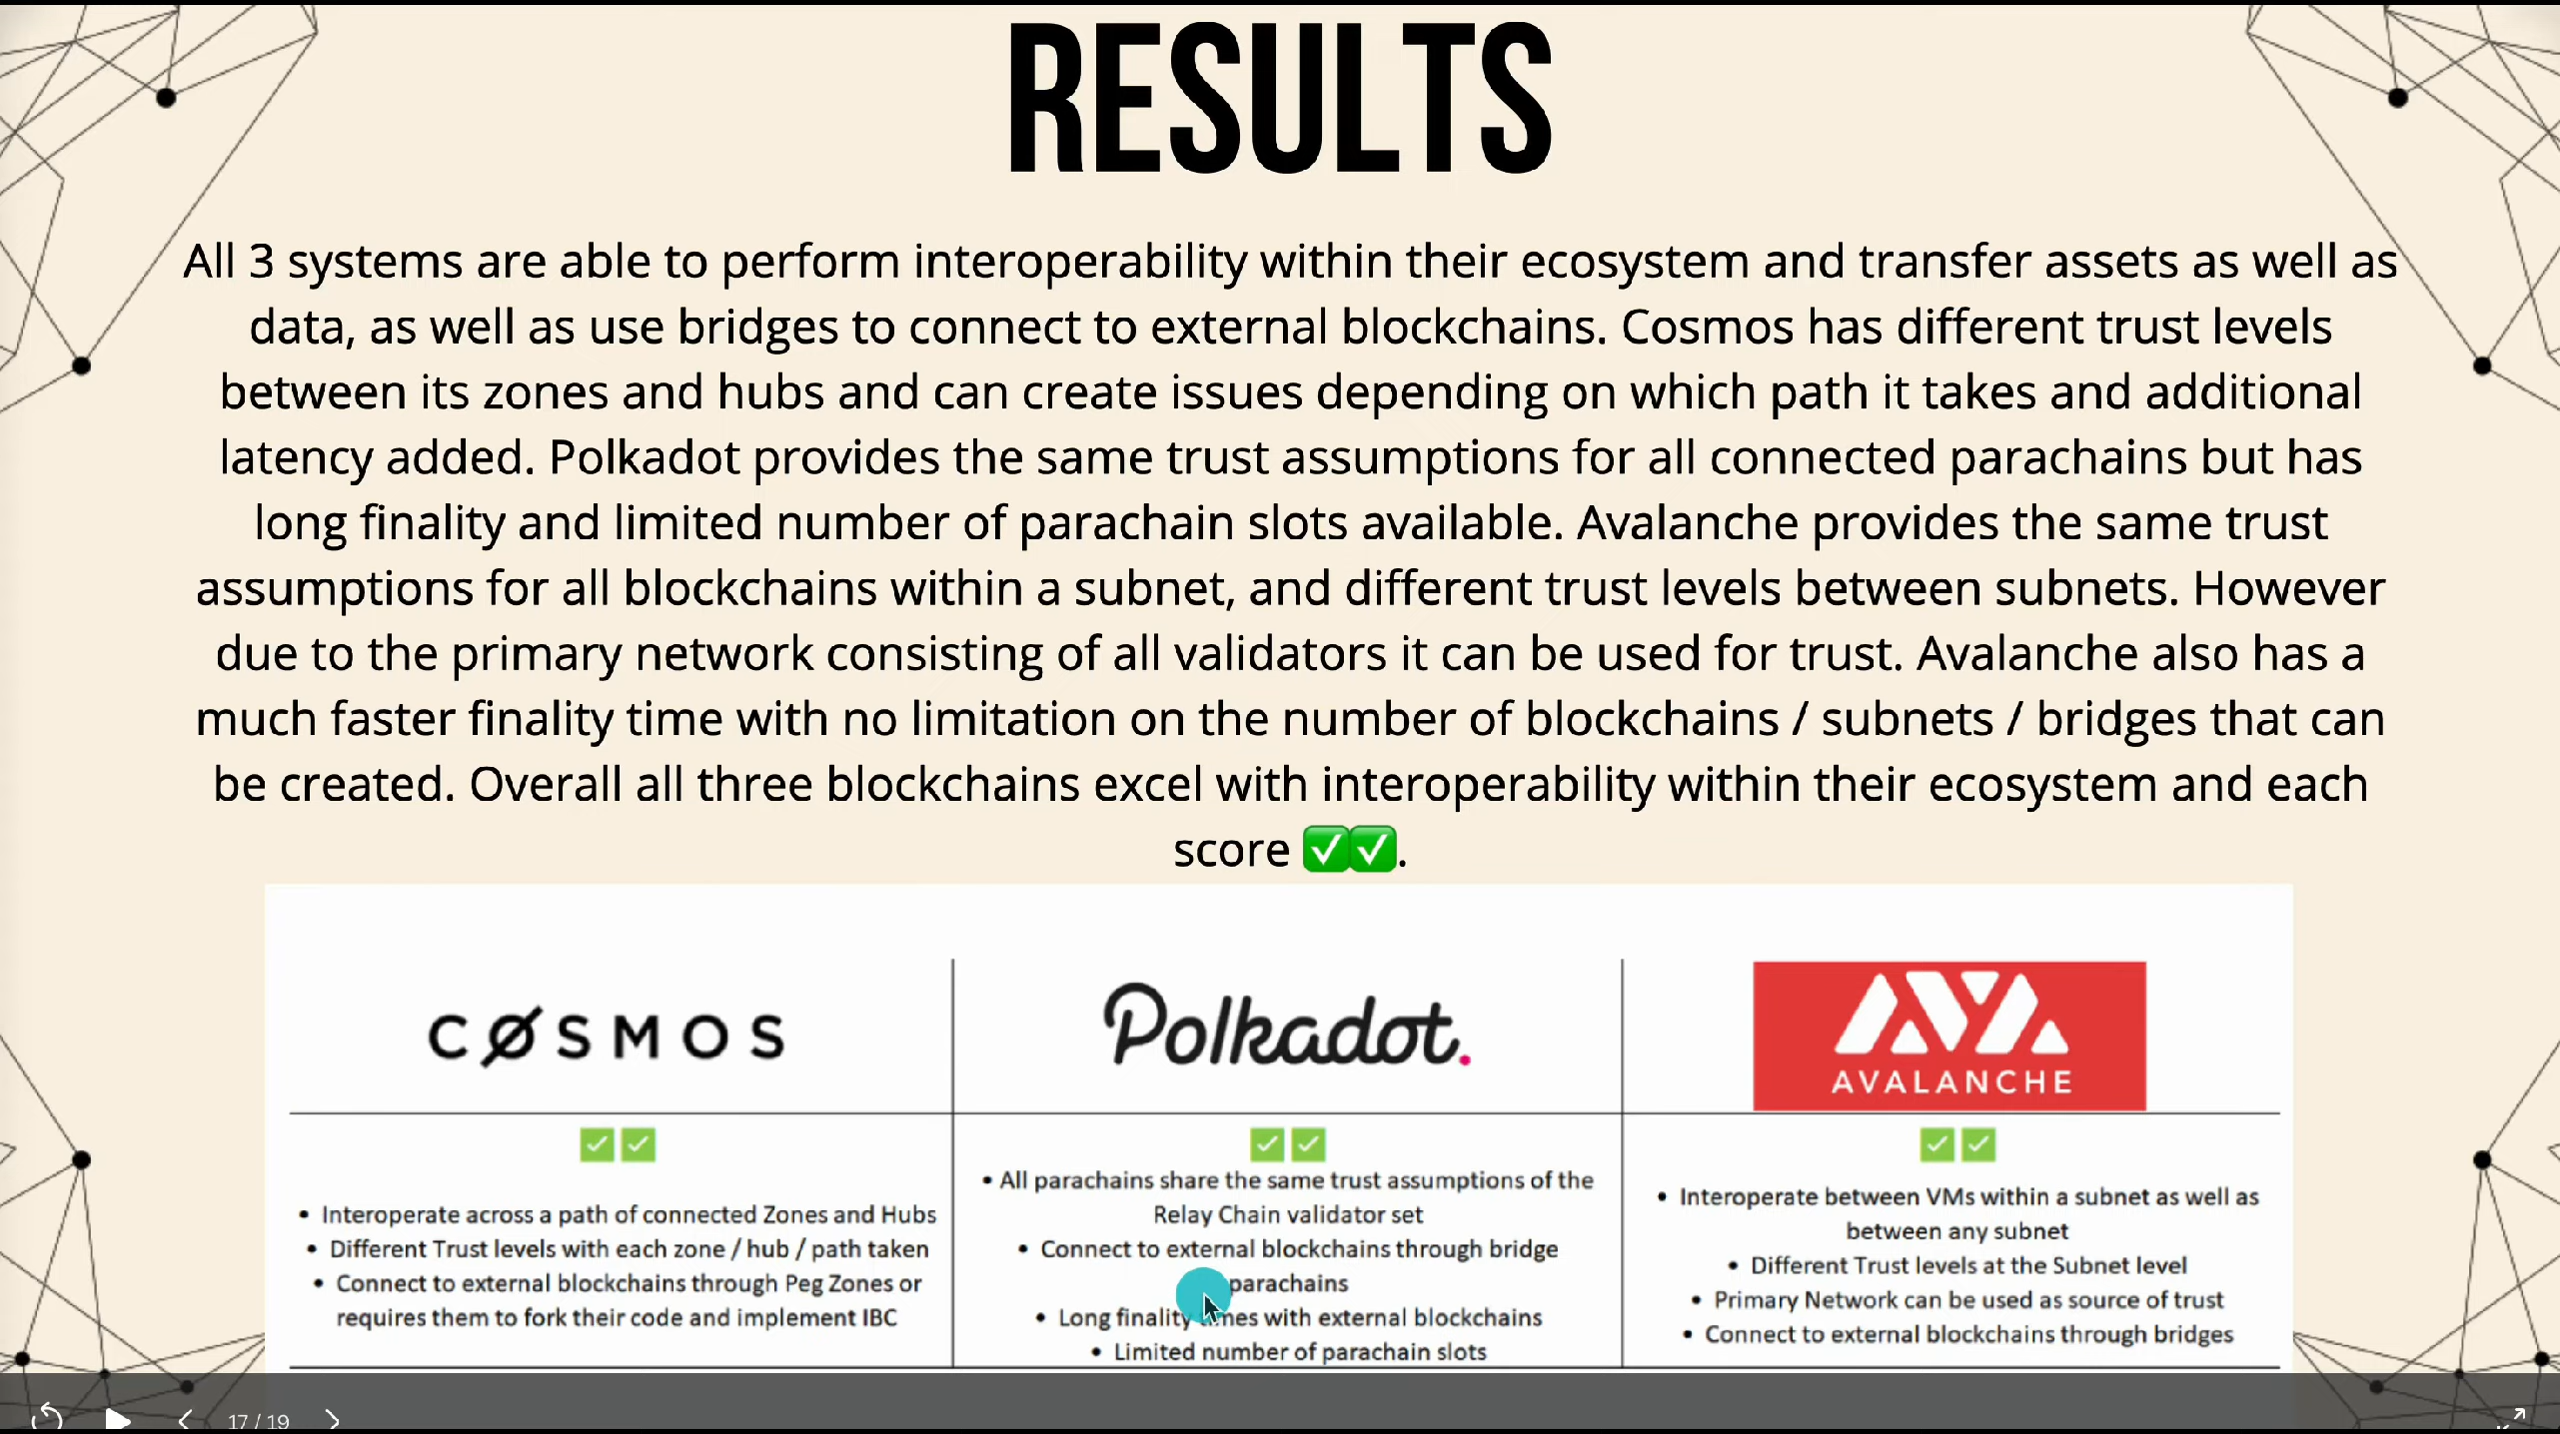 RESULTS
All 3 systems are able to perform interoperability within their ecosystem and transfer assets as well as
data, as well as use bridges to connect to external blockchains. Cosmos has different trust levels
between its zones and hubs and can create issues depending on which path it takes and additional
latency added. Polkadot provides the same trust assumptions for all connected parachains but has
long finality and limited number of parachain slots available. Avalanche provides the same trust
assumptions for all blockchains within a subnet, and different trust levels between subnets. However
due to the primary network consisting of all validators it can be used for trust. Avalanche also has a
much faster finality time with no limitation on the number of blockchains / subnets / bridges that can
be created. Overall all three blockchains excel with interoperability within their ecosystem and each
score ✅✅.
CØSMOS
• Interoperate across a path of connected Zones and Hubs
• Different Trust levels with each zone / hub / path taken
• Connect to external blockchains through Peg Zones or
requires them to fork their code and implement IBC
Polkadot.
• All parachains share the same trust assumptions of the
Relay Chain validator set
• Connect to external blockchains through bridge
parachains
• Long finality times with external blockchains
• Limited number of parachain slots
AVALANCHE
• Interoperate between VMs within a subnet as well as
between any subnet
• Different Trust levels at the Subnet level
• Primary Network can be used as source of trust
• Connect to external blockchains through bridges
17 / 19